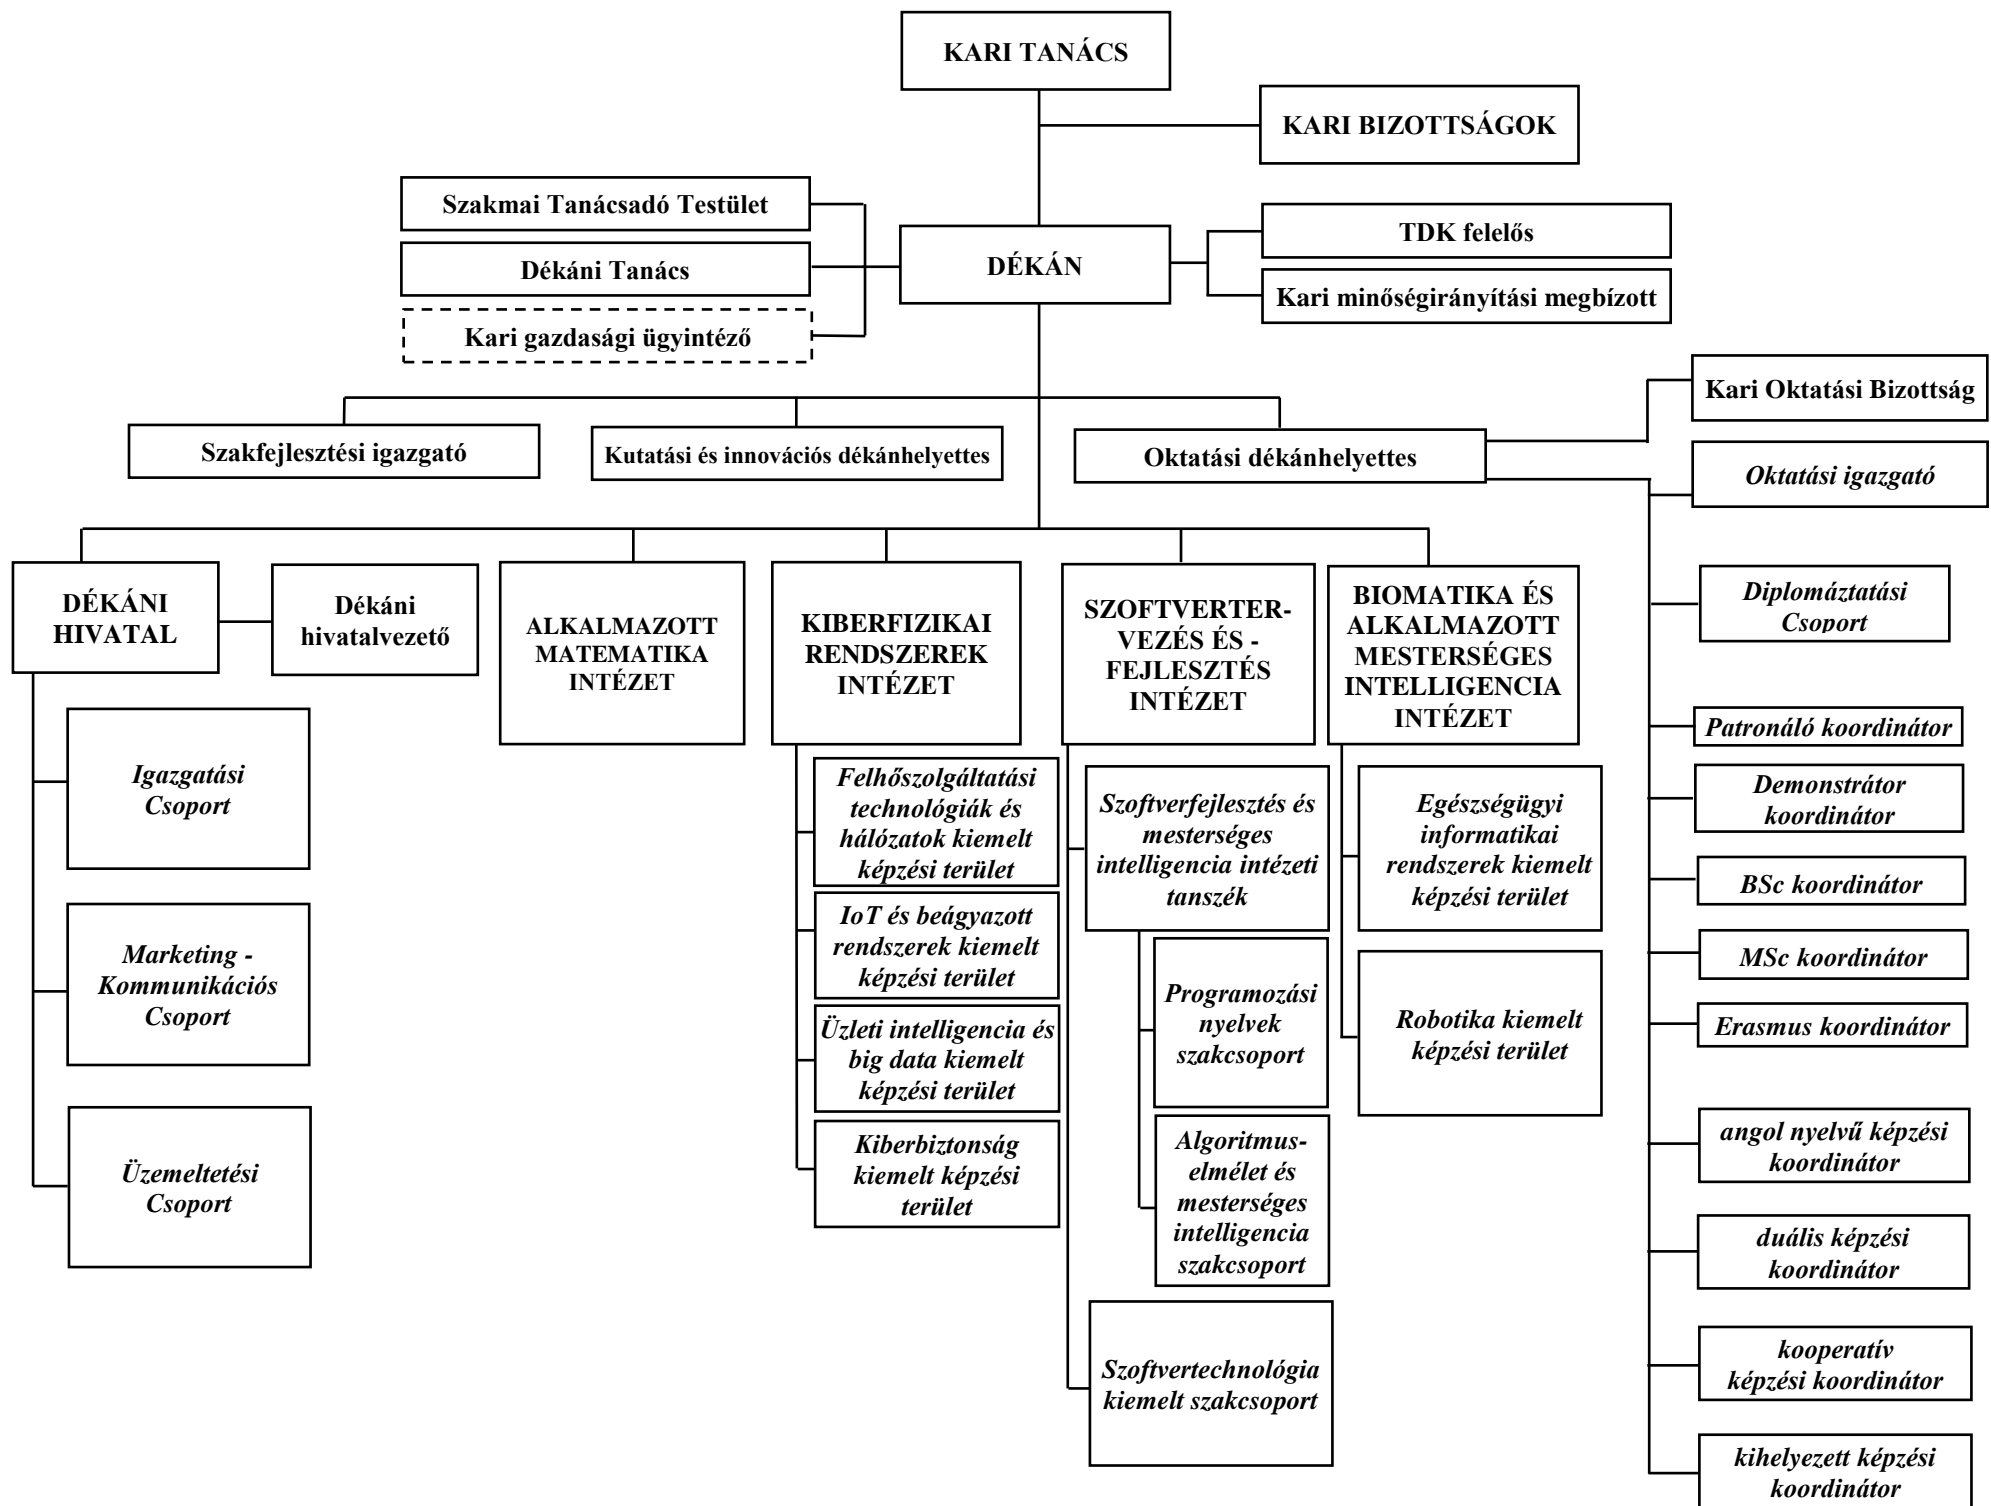 KARI TANÁCS
KARI BIZOTTSÁGOK
Szakmai Tanácsadó Testület
Dékáni Tanács
Kari gazdasági ügyintéző
DÉKÁN
TDK felelős
Kari minőségirányítási megbízott
Szakfejlesztési igazgató
Kutatási és innovációs dékánhelyettes
Oktatási dékánhelyettes
Kari Oktatási Bizottság
Oktatási igazgató
Diplomáztatási
Csoport
Patronáló koordinátor
Demonstrátor
koordinátor
BSc koordinátor
MSc koordinátor
Erasmus koordinátor
angol nyelvű képzési
koordinátor
duális képzési
koordinátor
kooperatív
képzési koordinátor
kihelyezett képzési
koordinátor
DÉKÁNI
HIVATAL
Dékáni
hivatalvezető
Igazgatási
Csoport
Marketing -
Kommunikációs
Csoport
Üzemeltetési
Csoport
ALKALMAZOTT
MATEMATIKA
INTÉZET
KIBERFIZIKAI
RENDSZEREK
INTÉZET
Felhőszolgáltatási
technológiák és
hálózatok kiemelt
képzési terület
IoT és beágyazott
rendszerek kiemelt
képzési terület
Üzleti intelligencia és
big data kiemelt
képzési terület
Kiberbiztonság
kiemelt képzési
terület
SZOFTVERTER-
VEZÉS ÉS -
FEJLESZTÉS
INTÉZET
Szoftverfejlesztés és
mesterséges
intelligencia intézeti
tanszék
Programozási
nyelvek
szakcsoport
Algoritmus-
elmélet és
mesterséges
intelligencia
szakcsoport
Szoftvertechnológia
kiemelt szakcsoport
BIOMATIKA ÉS
ALKALMAZOTT
MESTERSÉGES
INTELLIGENCIA
INTÉZET
Egészségügyi
informatikai
rendszerek kiemelt
képzési terület
Robotika kiemelt
képzési terület